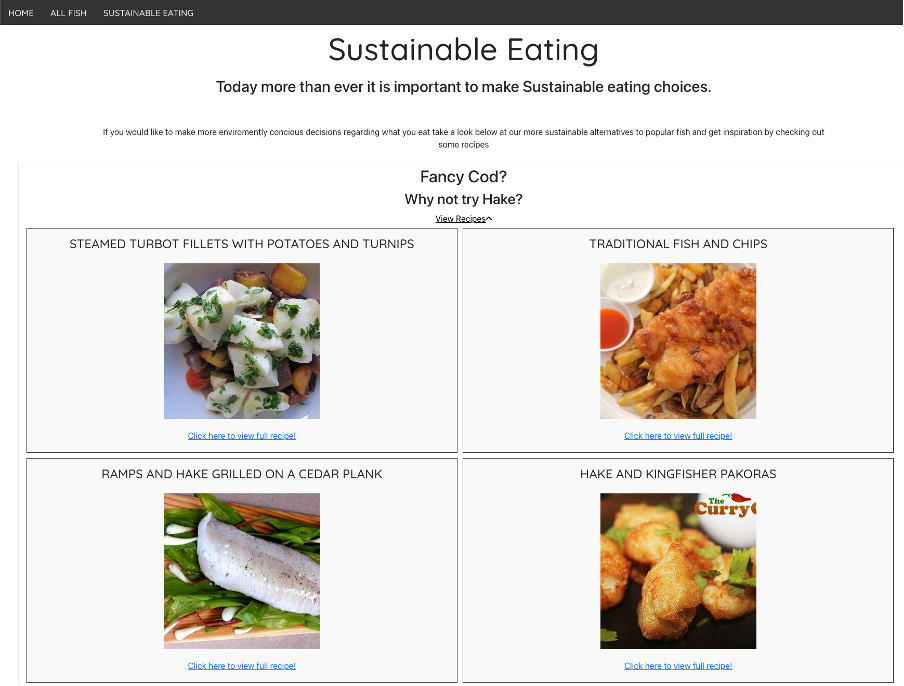 HOME ALL FISH SUSTAINABLE EATING
Sustainable Eating
Today more than ever it is important to make Sustainable eating choices.
If you would like to make more enviromently concious decisions regarding what you eat take a look below at our more sustainable alternatives to popular fish and get inspiration by checking out
some recipes
Fancy Cod?
Why not try Hake?
View Recipes
STEAMED TURBOT FILLETS WITH POTATOES AND TURNIPS
Click here to view full recipe!
TRADITIONAL FISH AND CHIPS
Click here to view full recipe!
RAMPS AND HAKE GRILLED ON A CEDAR PLANK
Click here to view full recipe!
HAKE AND KINGFISHER PAKORAS
The
Curry
Click here to view full recipe!